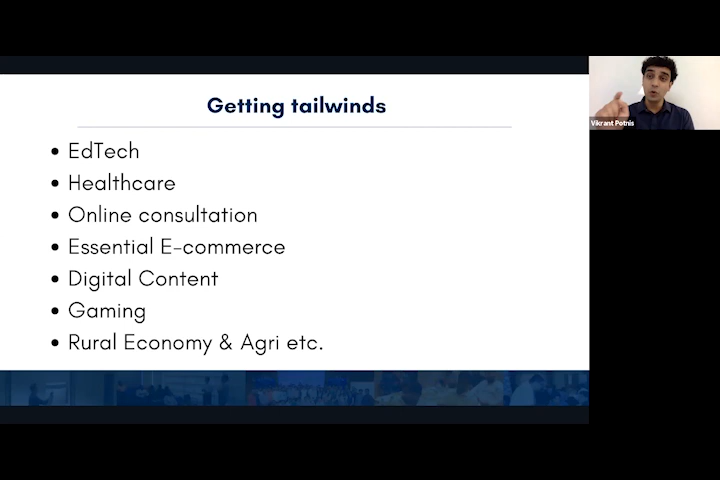 Getting tailwinds
EdTech
Healthcare
Online consultation
Essential E-commerce
Digital Content
Gaming
Rural Economy & Agri etc.
Vikrant Potnis